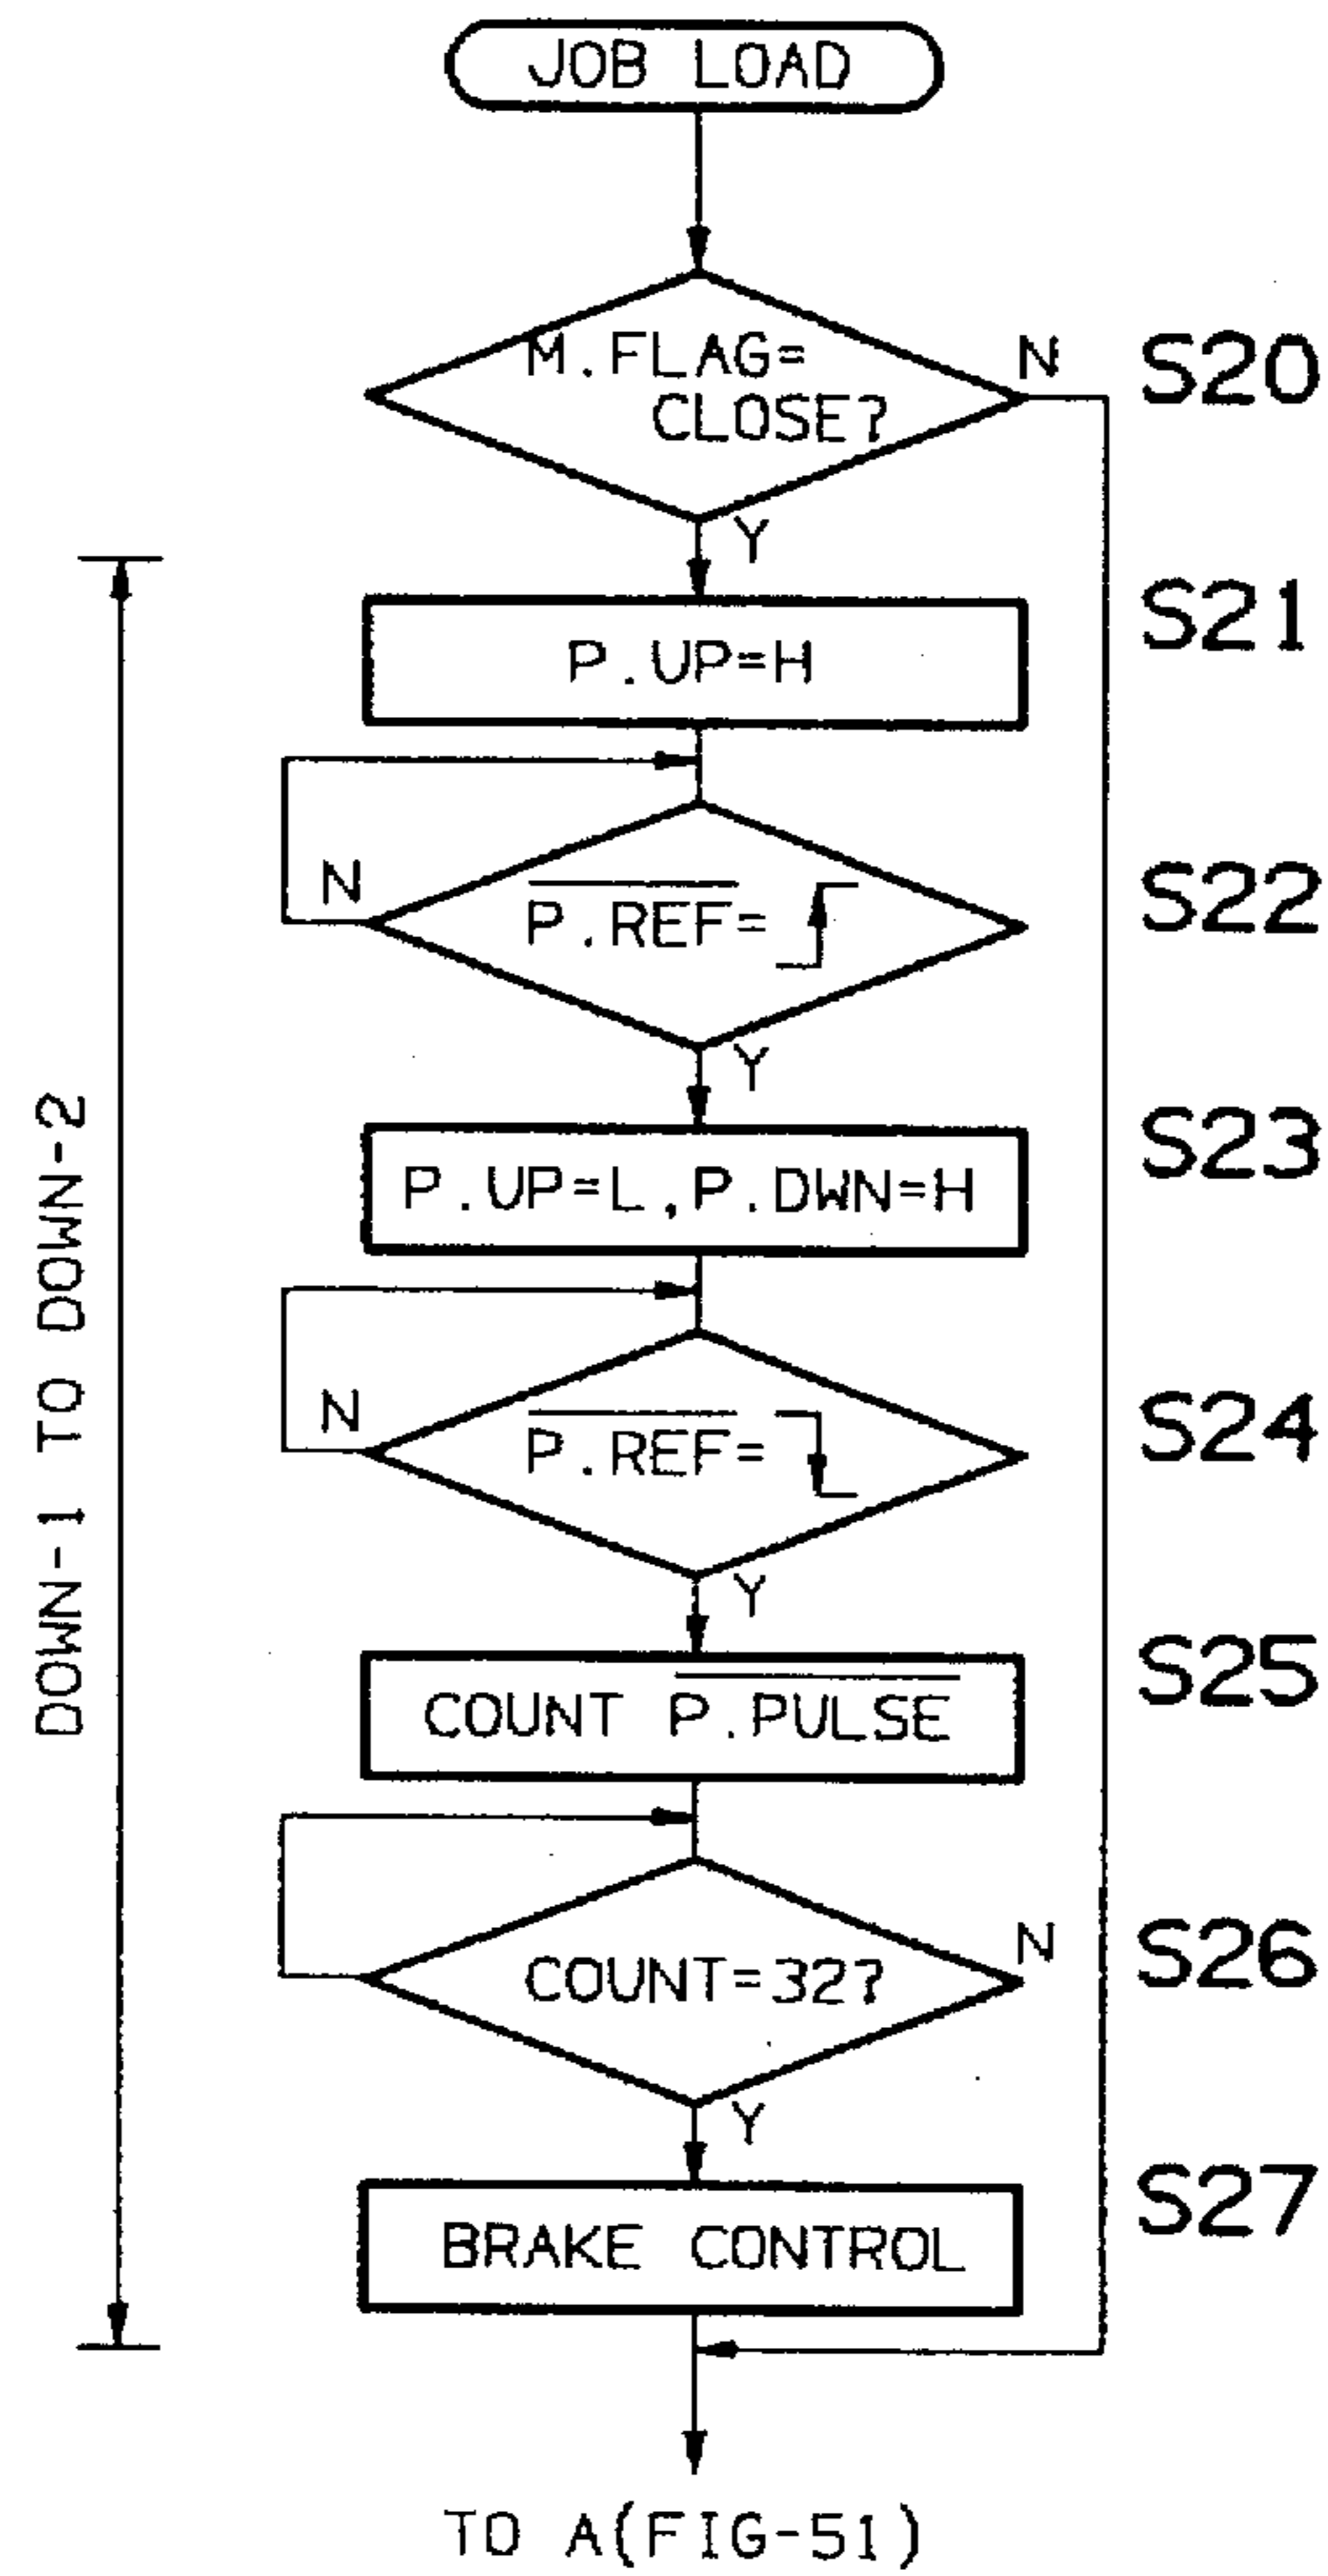 JOB LOAD
M.FLAG=
CLOSE?
N
S20
Y
S21
P.UP=H
N
P.REF=
S22
Y
S23
P.UP=L,P.DWN=H
DOWN-1 TO DOWN-2
N
P.REF=
S24
Y
S25
COUNT P.PULSE
COUNT=32?
N
S26
Y
S27
BRAKE CONTROL
TO A(FIG-51)